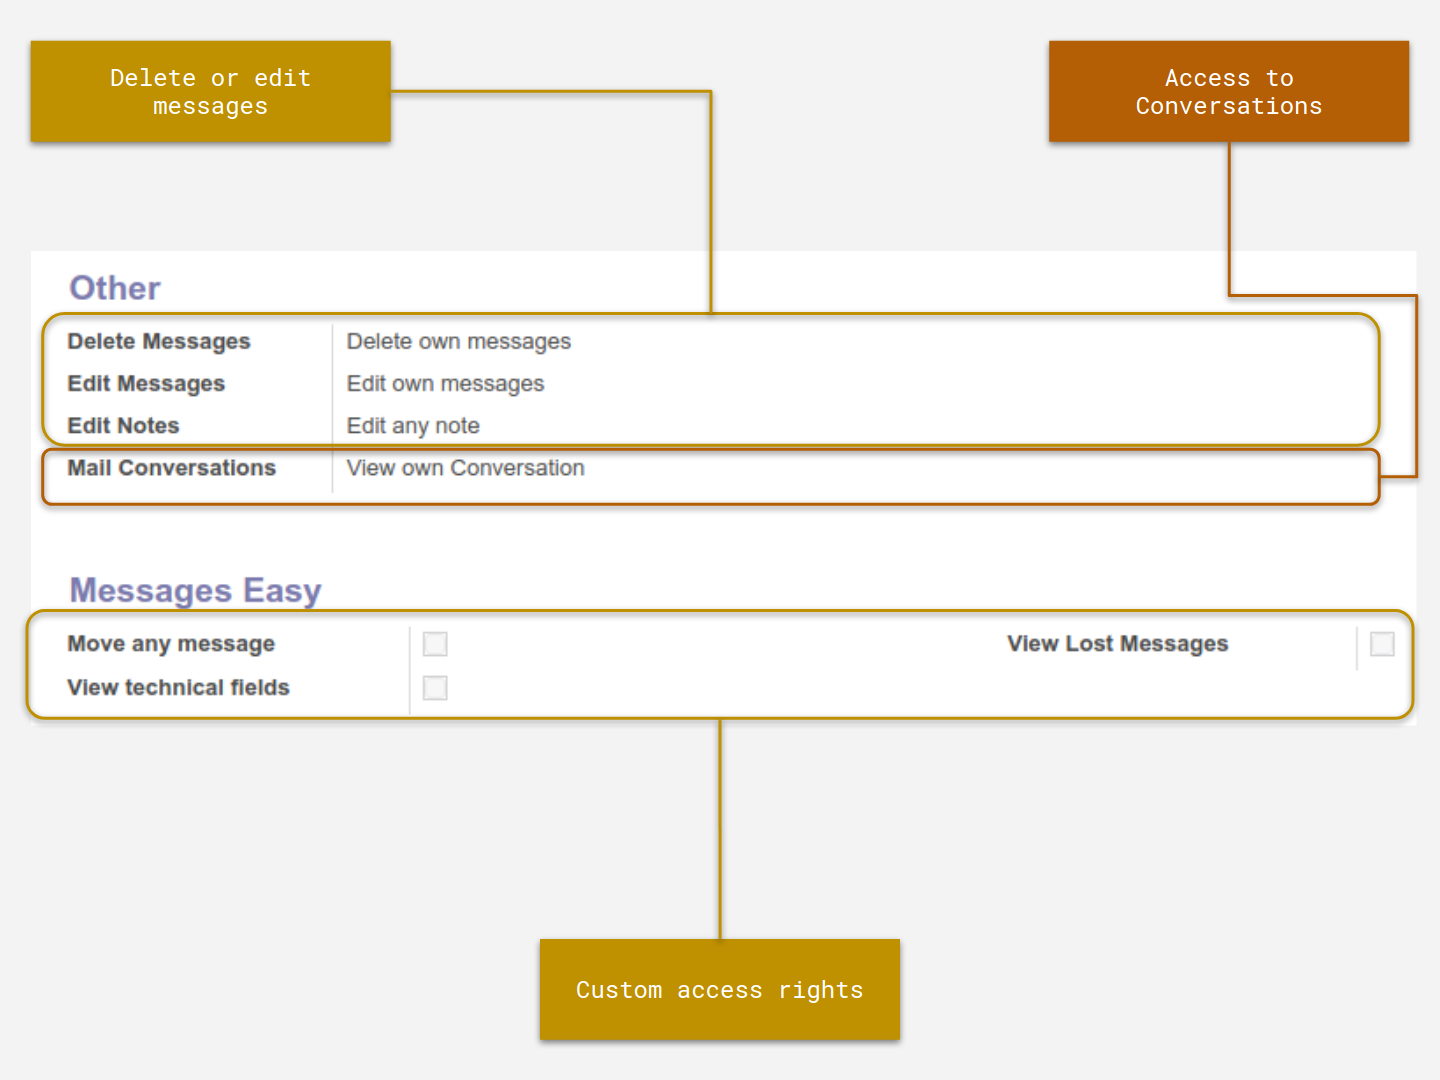 Delete or edit
messages
Access to
Conversations
Other
Delete Messages Delete own messages
Edit Messages Edit own messages
Edit Notes Edit any note
Mail Conversations View own Conversation
Messages Easy
Move any message View Lost Messages
View technical fields
Custom access rights